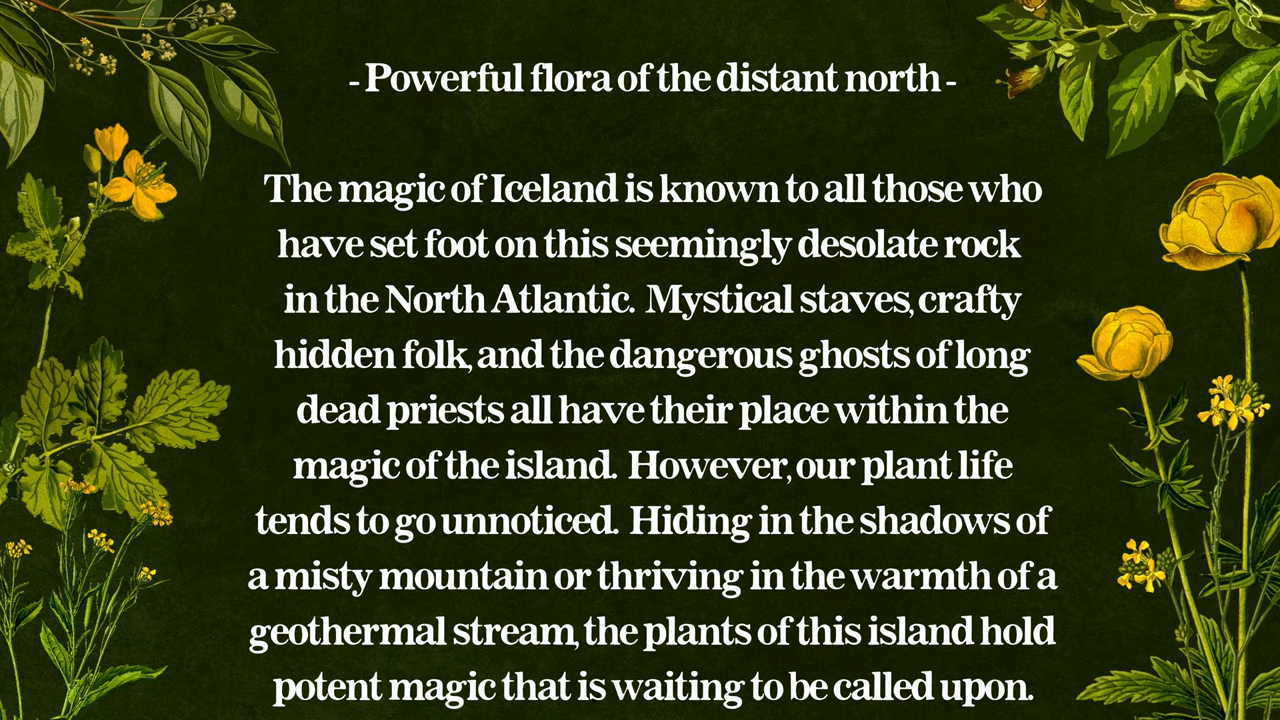 - Powerful flora of the distant north -
The magic of Iceland is known to all those who
have set foot on this seemingly desolate rock
in the North Atlantic. Mystical staves, crafty
hidden folk, and the dangerous ghosts of long
dead priests all have their place within the
magic of the island. However, our plant life
tends to go unnoticed. Hiding in the shadows of
a misty mountain or thriving in the warmth of a
geothermal stream, the plants of this island hold
potent magic that is waiting to be called upon.